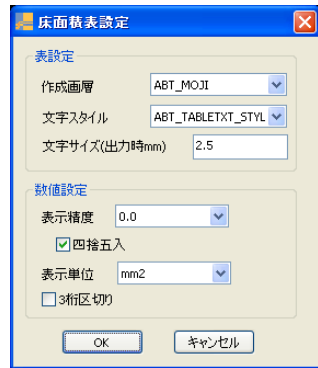 床面積表設定
表設定
作成画層 ABT_MOJI
文字スタイル ABT_TABLETXT_STYL
文字サイズ(出力時mm) 2.5
数値設定
表示精度 0.0
四捨五入
表示単位 mm2
3桁区切り
OK キャンセル